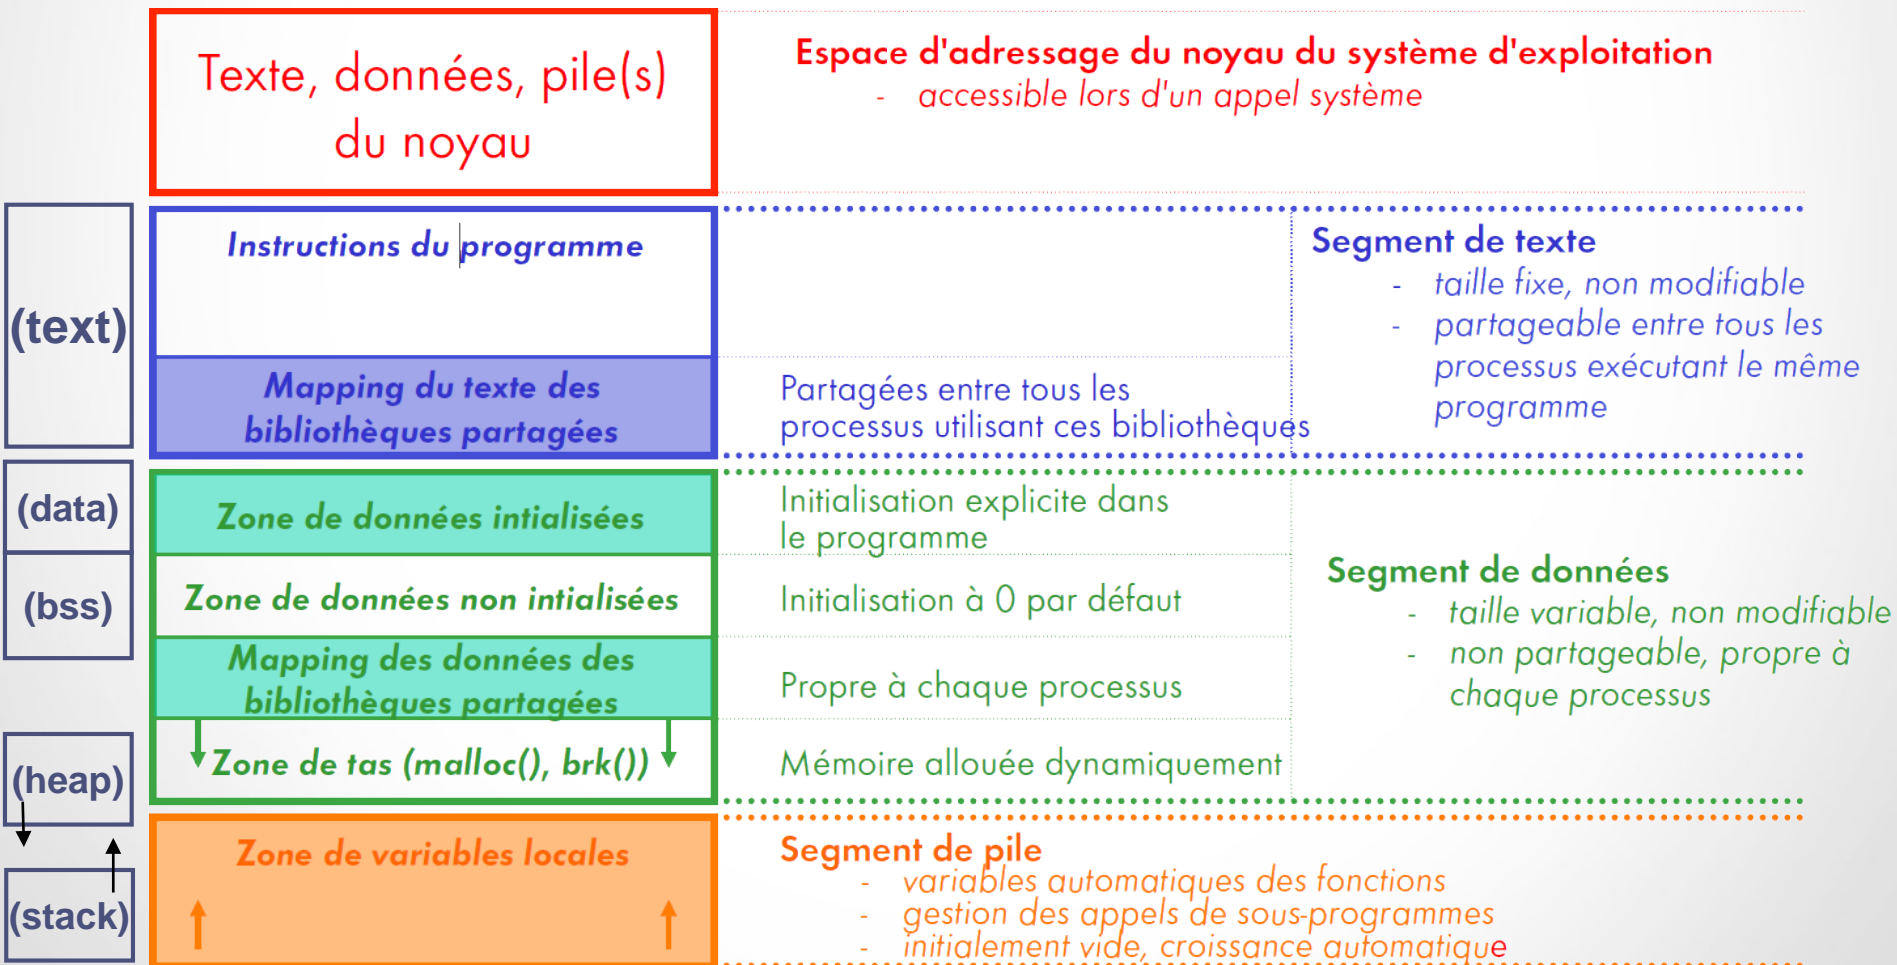 Texte, données, pile(s)
du noyau
Espace d'adressage du noyau du système d'exploitation
- accessible lors d'un appel système
(text)
Instructions du programme
Segment de texte
- taille fixe, non modifiable
- partageable entre tous les
processus exécutant le même
programme
Mapping du texte des
bibliothèques partagées
Partagées entre tous les
processus utilisant ces bibliothèques
(data)
Zone de données intialisées
Initialisation explicite dans
le programme
(bss)
Zone de données non intialisées
Initialisation à 0 par défaut
Segment de données
- taille variable, non modifiable
- non partageable, propre à
chaque processus
Mapping des données des
bibliothèques partagées
Propre à chaque processus
(heap)
Zone de tas (malloc(), brk())
Mémoire allouée dynamiquement
(stack)
Zone de variables locales
Segment de pile
- variables automatiques des fonctions
- gestion des appels de sous-programmes
- initialement vide, croissance automatique